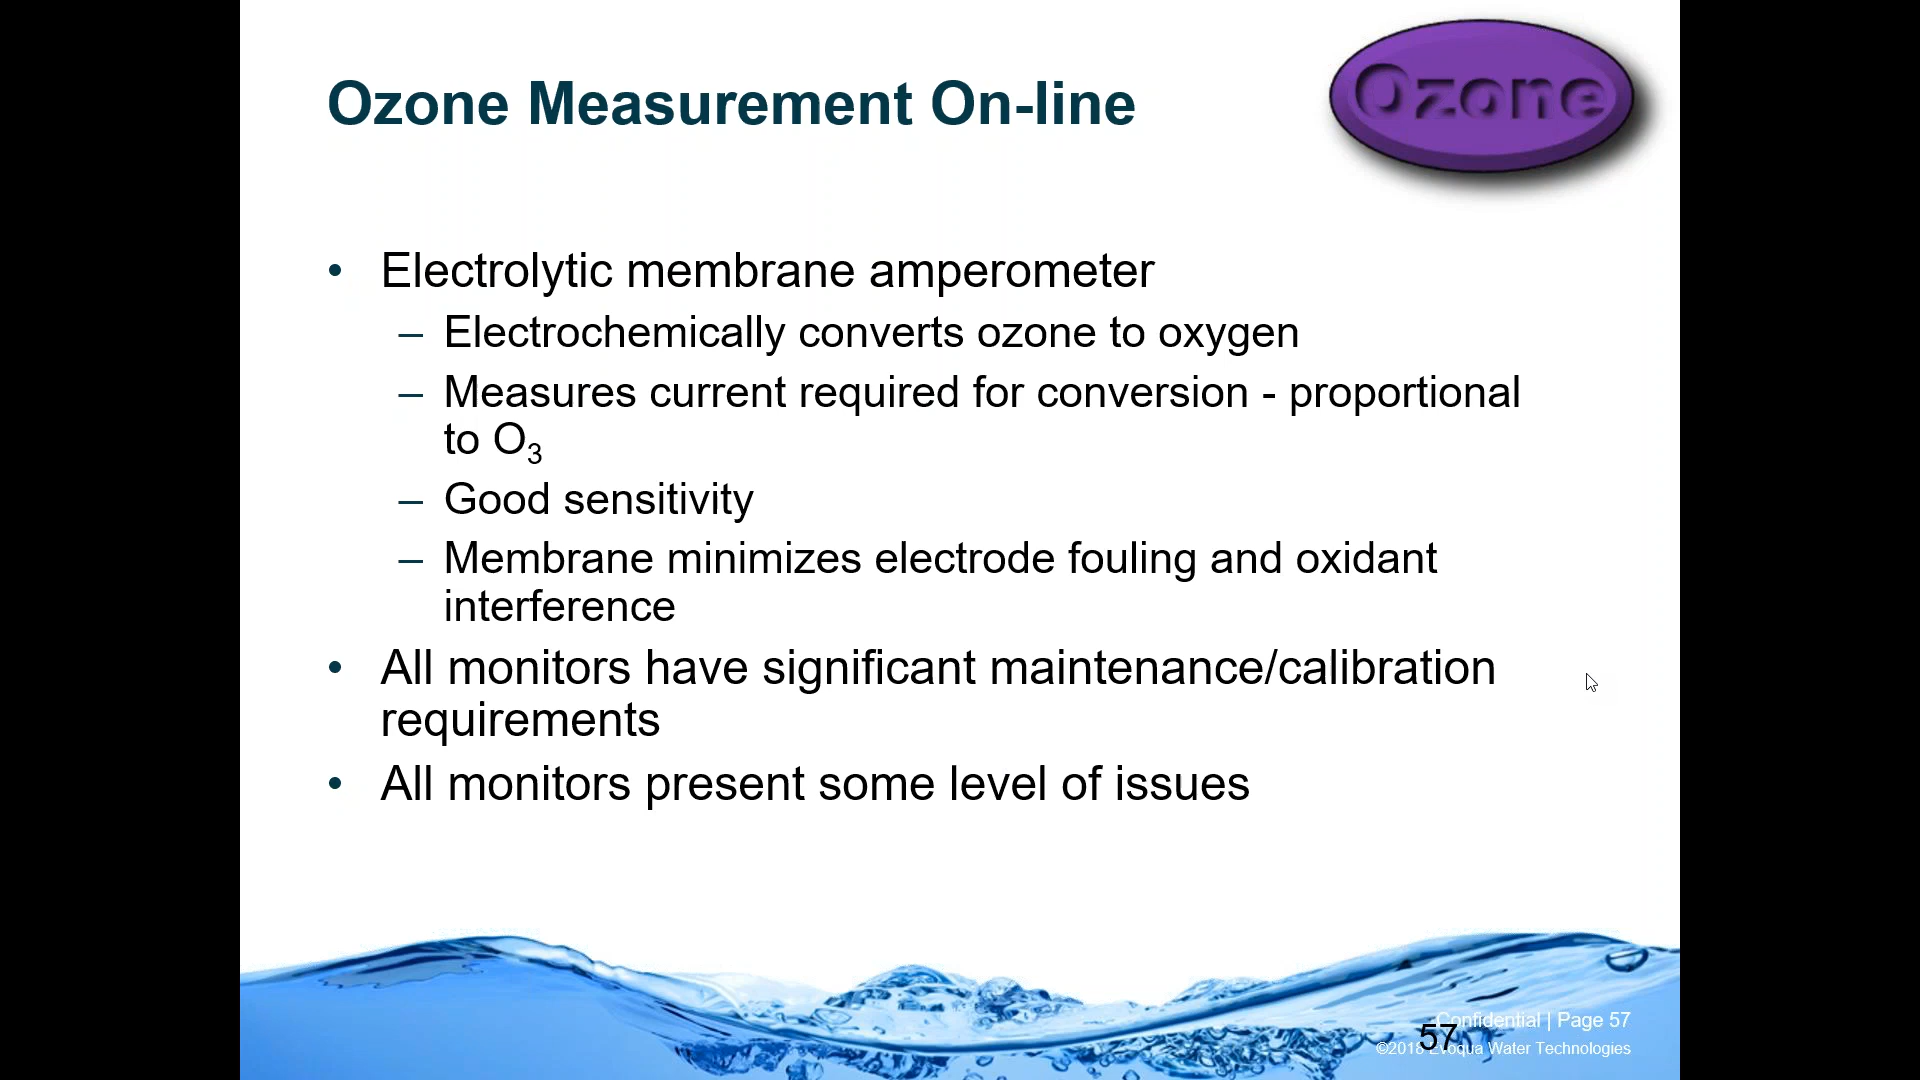 Ozone Measurement On-line
Ozone
• Electrolytic membrane amperometer
– Electrochemically converts ozone to oxygen
– Measures current required for conversion - proportional
to O₃
– Good sensitivity
– Membrane minimizes electrode fouling and oxidant
interference
• All monitors have significant maintenance/calibration
requirements
• All monitors present some level of issues
Confidential | Page 57
57
©2018 Evoqua Water Technologies